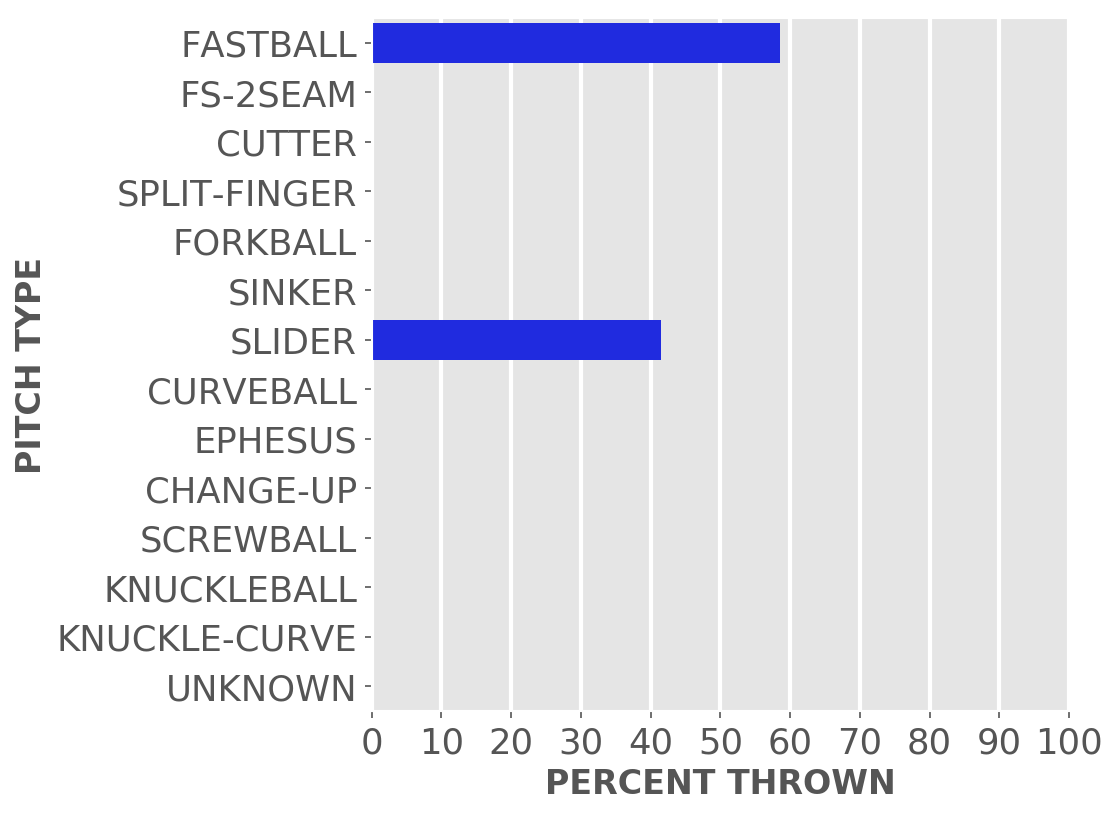 PITCH TYPE
FASTBALL
FS-2SEAM
CUTTER
SPLIT-FINGER
FORKBALL
SINKER
SLIDER
CURVEBALL
EPHESUS
CHANGE-UP
SCREWBALL
KNUCKLEBALL
KNUCKLE-CURVE
UNKNOWN
0 10 20 30 40 50 60 70 80 90 100
PERCENT THROWN